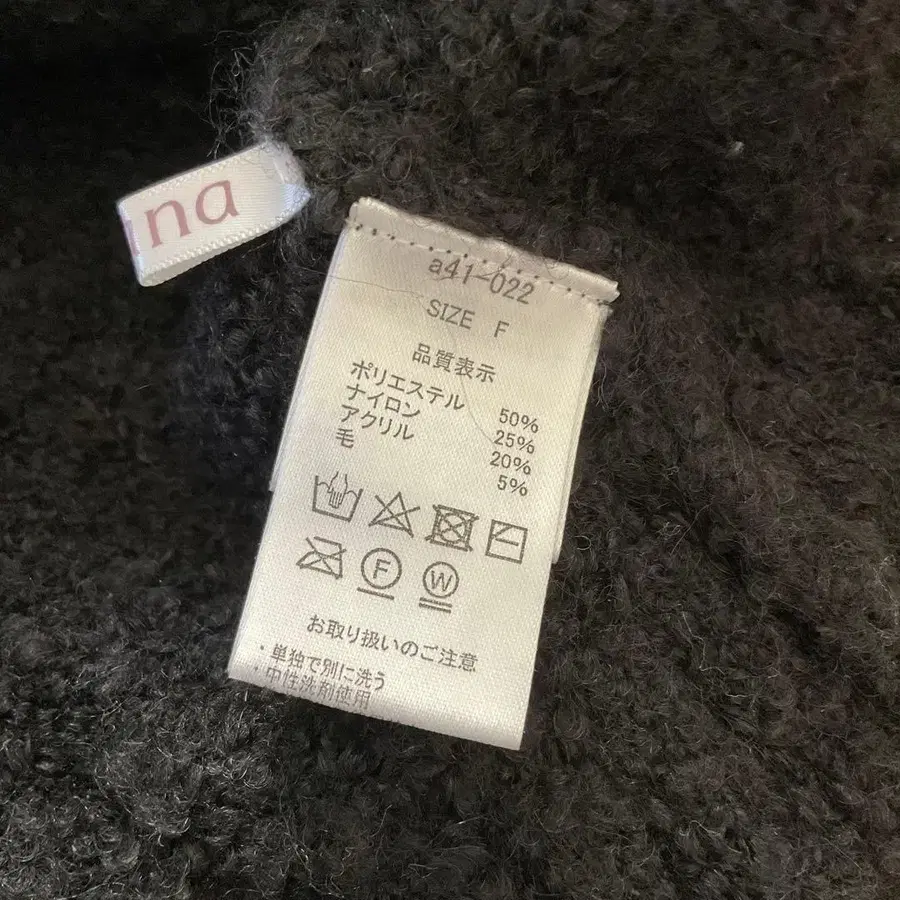 na
a41-022
SIZE F
品質表示
ポリエステル 50%
ナイロン 25%
アクリル 20%
毛 5%
F W
お取り扱いのご注意
・単独で別に洗う
・中性洗剤使用